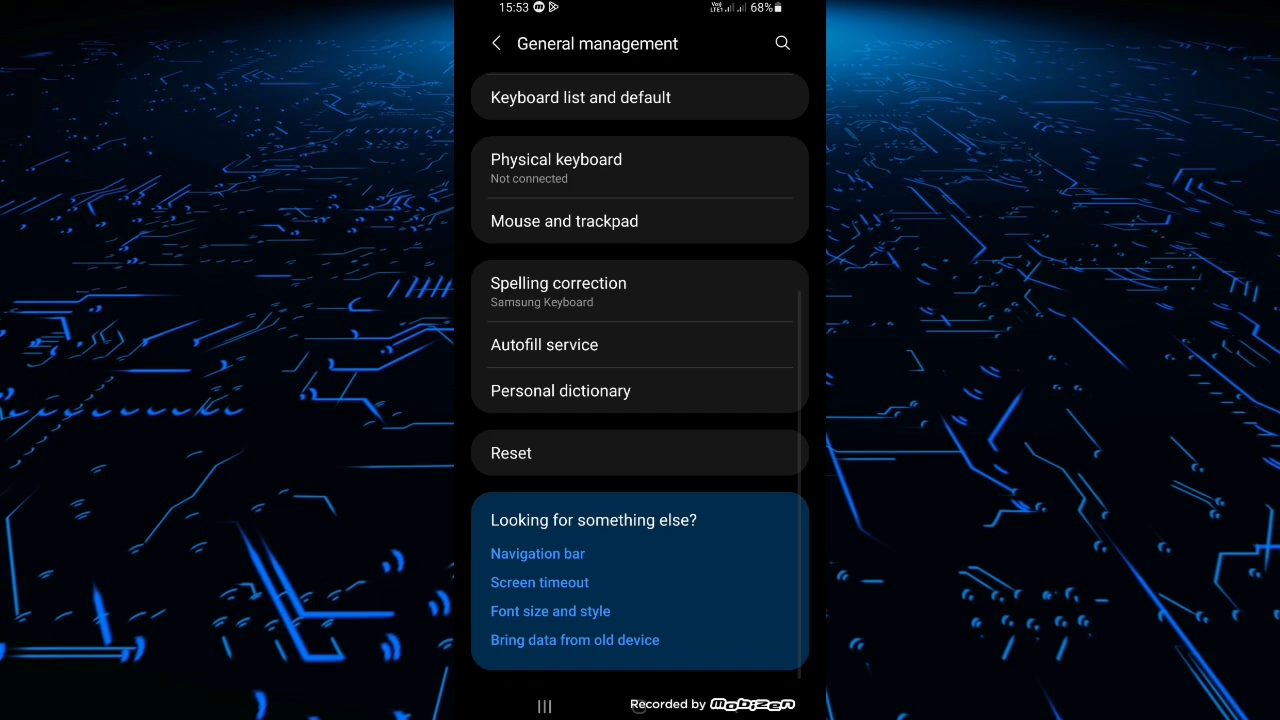 15:53 68%
General management
Keyboard list and default
Physical keyboard
Not connected
Mouse and trackpad
Spelling correction
Samsung Keyboard
Autofill service
Personal dictionary
Reset
Looking for something else?
Navigation bar
Screen timeout
Font size and style
Bring data from old device
Recorded by mobizen